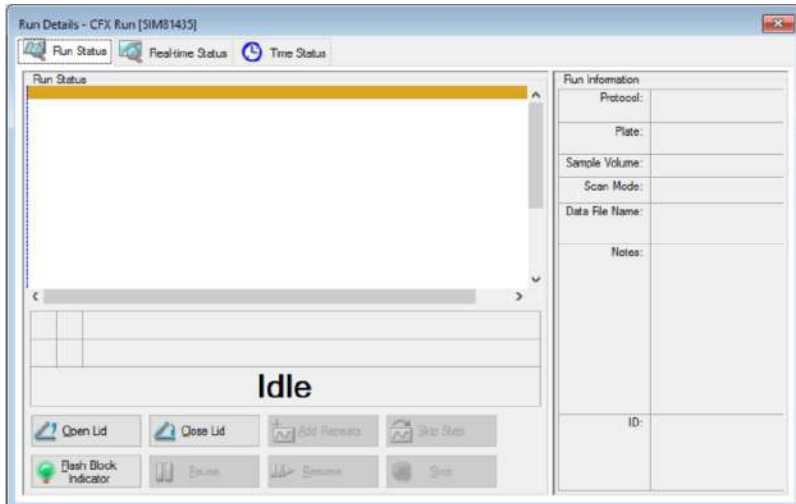 Run Details - CFX Run [SIM81435]
Run Status
Real-time Status
Time Status
Run Status
Idle
Open Lid
Close Lid
Add Repeats
Skip Step
Flash Block
Indicator
Pause
Resume
Stop
Run Information
Protocol:
Plate:
Sample Volume:
Scan Mode:
Data File Name:
Notes:
ID: